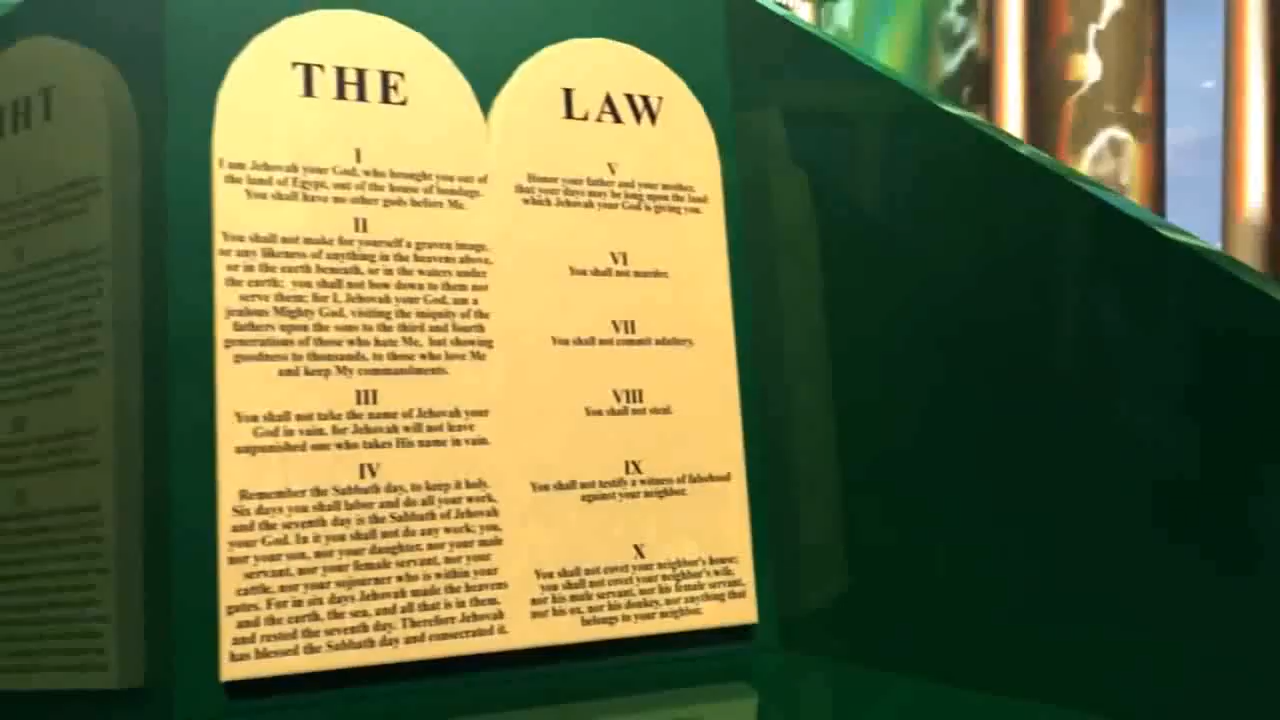 THE
I
I am Jehovah your God, who brought you out of
the land of Egypt, out of the house of bondage.
You shall have no other gods before Me.
II
You shall not make for yourself a graven image,
or any likeness of anything in the heavens above,
or in the earth beneath, or in the waters under
the earth; you shall not bow down to them nor
serve them; for I, Jehovah your God, am a
jealous Mighty God, visiting the iniquity of the
fathers upon the sons to the third and fourth
generations of those who hate Me, but showing
goodness to thousands, to those who love Me
and keep My commandments.
III
You shall not take the name of Jehovah your
God in vain, for Jehovah will not leave
unpunished one who takes His name in vain.
IV
Remember the Sabbath day, to keep it holy.
Six days you shall labor and do all your work,
and the seventh day is the Sabbath of Jehovah
your God. In it you shall not do any work; you,
nor your son, nor your daughter, nor your male
servant, nor your female servant, nor your
cattle, nor your sojourner who is within your
gates. For in six days Jehovah made the heavens
and the earth, the sea, and all that is in them,
and rested the seventh day. Therefore Jehovah
has blessed the Sabbath day and consecrated it.
LAW
V
Honor your father and your mother,
that your days may be long upon the land
which Jehovah your God is giving you.
VI
You shall not murder.
VII
You shall not commit adultery.
VIII
You shall not steal.
IX
You shall not testify a witness of falsehood
against your neighbor.
X
You shall not covet your neighbor's house;
you shall not covet your neighbor's wife,
nor his male servant, nor his female servant,
nor his ox, nor his donkey, nor anything that
belongs to your neighbor.